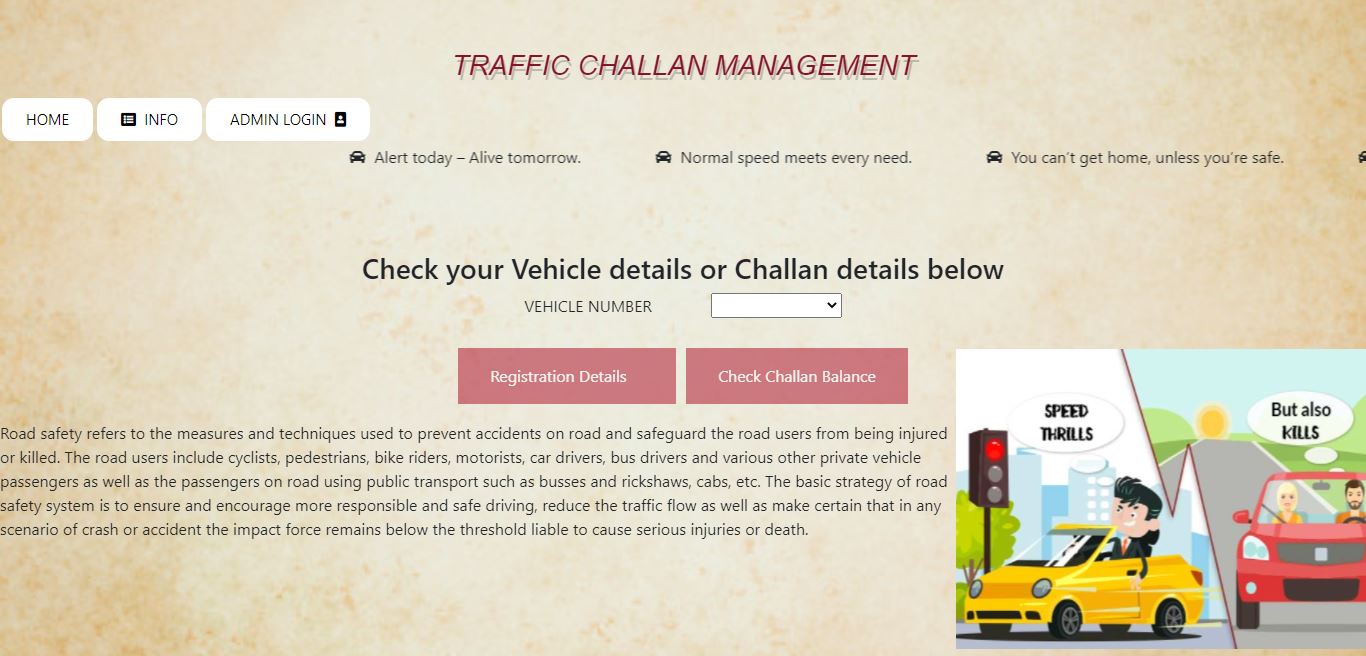 TRAFFIC CHALLAN MANAGEMENT
HOME INFO ADMIN LOGIN
Alert today – Alive tomorrow. Normal speed meets every need. You can't get home, unless you're safe.
Check your Vehicle details or Challan details below
VEHICLE NUMBER
Registration Details Check Challan Balance
Road safety refers to the measures and techniques used to prevent accidents on road and safeguard the road users from being injured
or killed. The road users include cyclists, pedestrians, bike riders, motorists, car drivers, bus drivers and various other private vehicle
passengers as well as the passengers on road using public transport such as busses and rickshaws, cabs, etc. The basic strategy of road
safety system is to ensure and encourage more responsible and safe driving, reduce the traffic flow as well as make certain that in any
scenario of crash or accident the impact force remains below the threshold liable to cause serious injuries or death.
SPEED
THRILLS
But also
KILLS